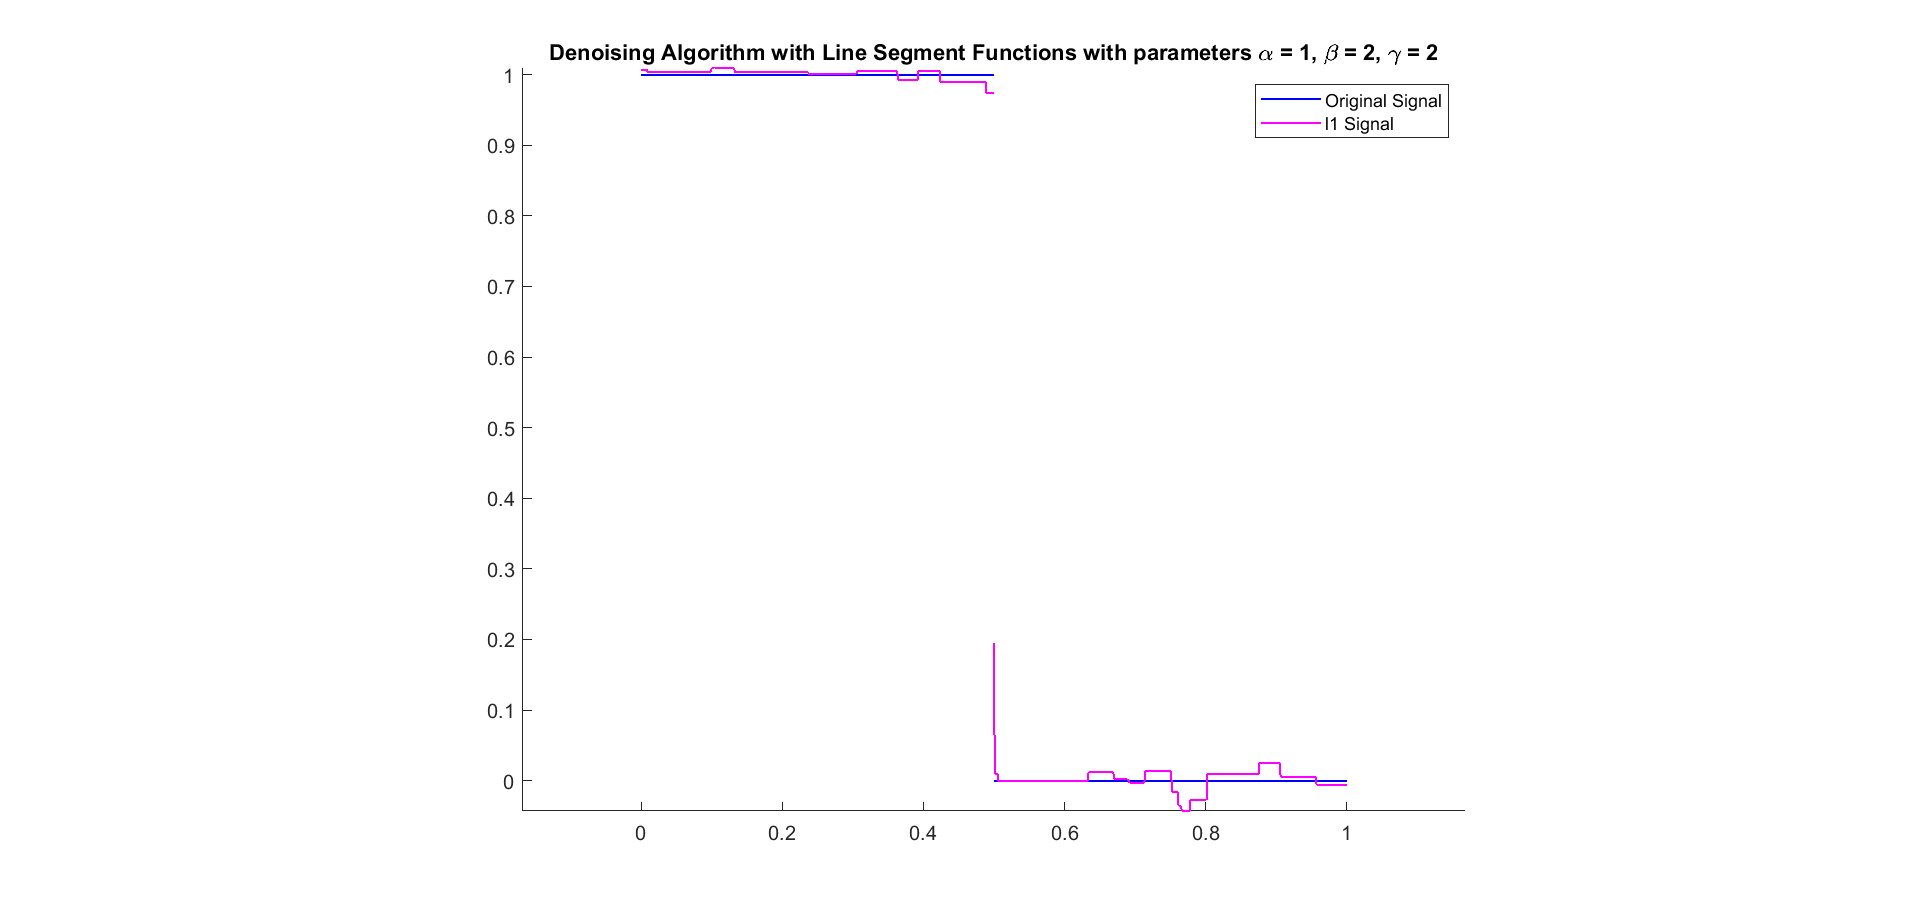 Denoising Algorithm with Line Segment Functions with parameters α = 1, β = 2, γ = 2
Original Signal
l1 Signal
1
0.9
0.8
0.7
0.6
0.5
0.4
0.3
0.2
0.1
0
0 0.2 0.4 0.6 0.8 1